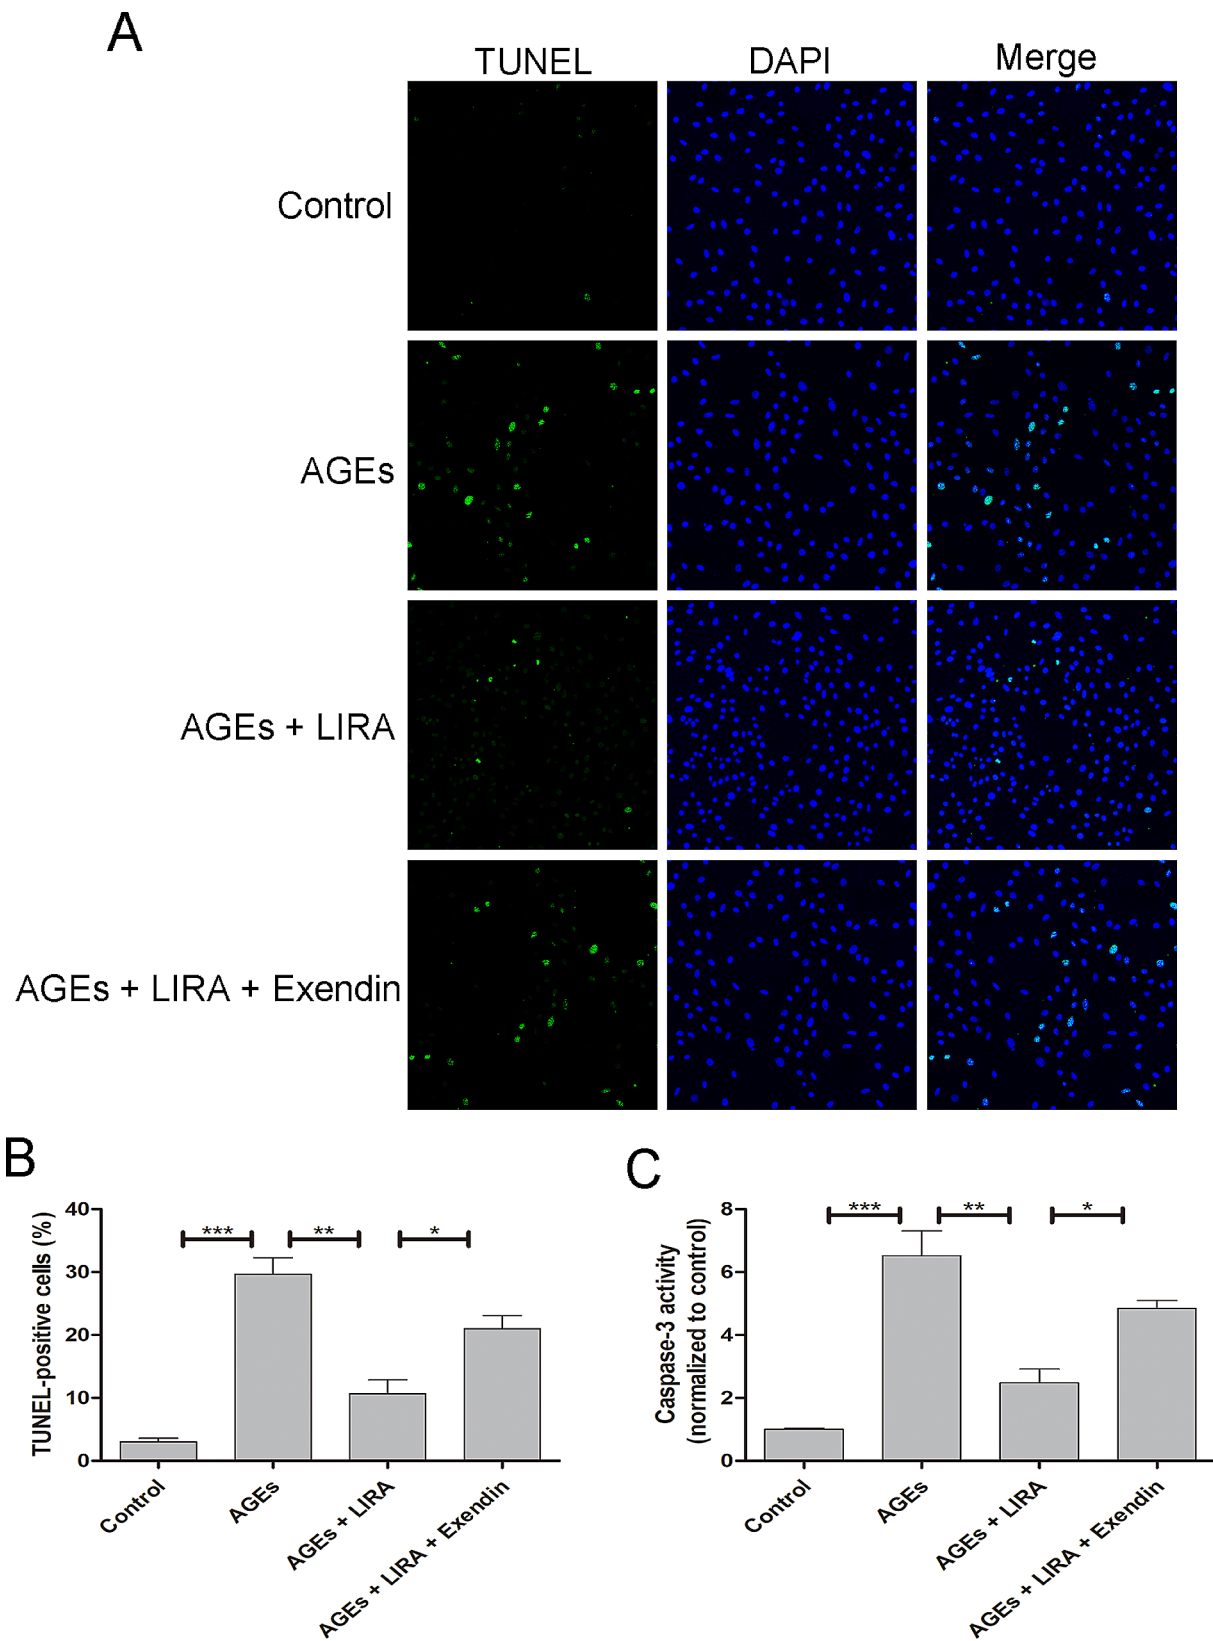 A
TUNEL
DAPI
Merge
Control
AGEs
AGEs + LIRA
AGEs + LIRA + Exendin
B
TUNEL-positive cells (%)
40
30
20
10
0
***
**
*
Control
AGEs
AGEs + LIRA
AGEs + LIRA + Exendin
C
Caspase-3 activity
(normalized to control)
8
6
4
2
0
***
**
*
Control
AGEs
AGEs + LIRA
AGEs + LIRA + Exendin